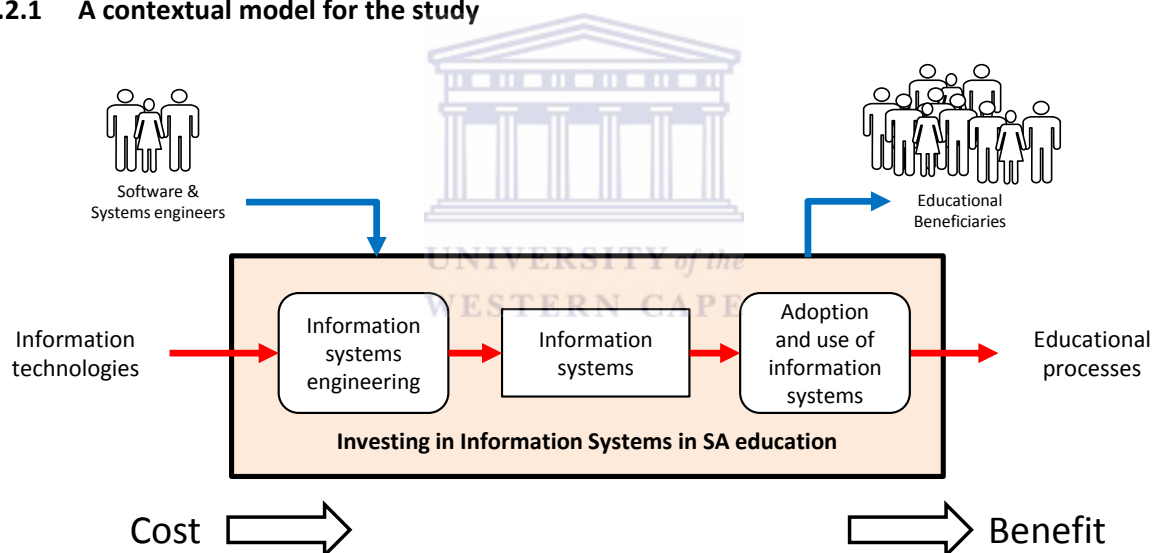 .2.1 A contextual model for the study
Software &
Systems engineers
Educational
Beneficiaries
UNIVERSITY of the
WESTERN CAPE
Information
technologies
Information
systems
engineering
Information
systems
Adoption
and use of
information
systems
Educational
processes
Investing in Information Systems in SA education
Cost
Benefit